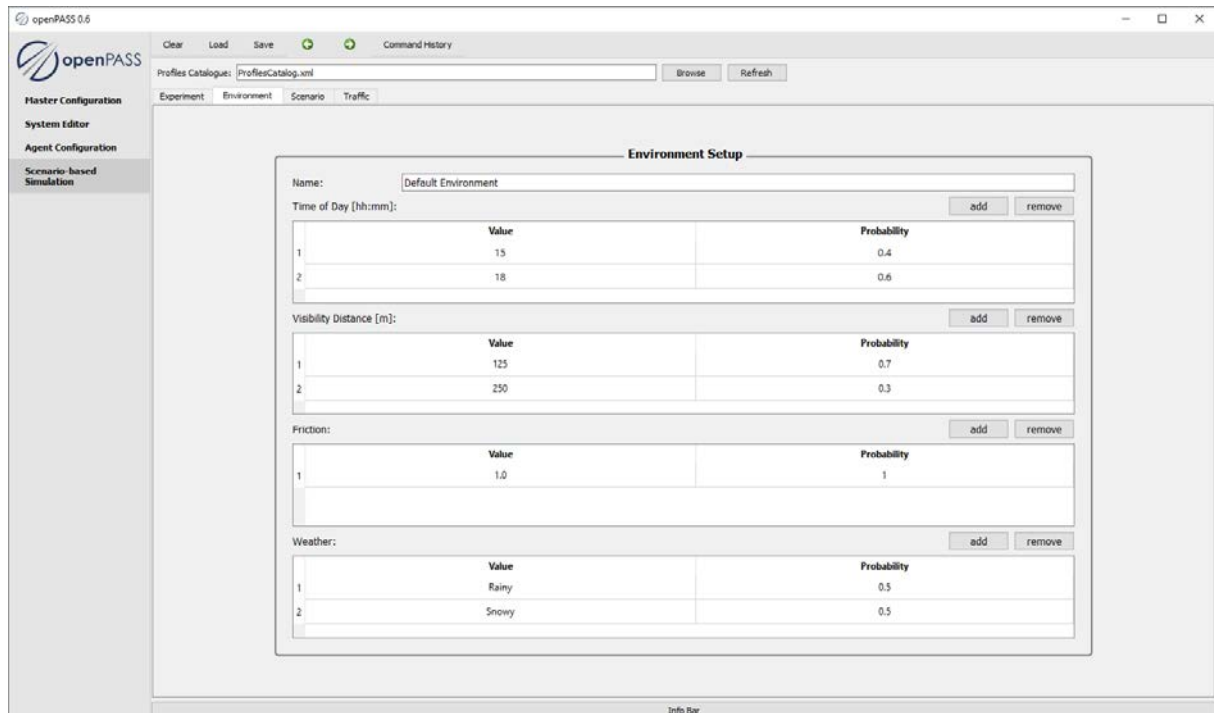 openPASS 0.6
openPASS
Clear Load Save Command History
Profiles Catalogue: ProfilesCatalog.xml Browse Refresh
Experiment Environment Scenario Traffic
Master Configuration
System Editor
Agent Configuration
Scenario-based
Simulation
Environment Setup
Name: Default Environment
Time of Day [hh:mm]: add remove
Value Probability
1 15 0.4
2 18 0.6
Visibility Distance [m]: add remove
Value Probability
1 125 0.7
2 250 0.3
Friction: add remove
Value Probability
1 1.0 1
Weather: add remove
Value Probability
1 Rainy 0.5
2 Snowy 0.5
Info Bar